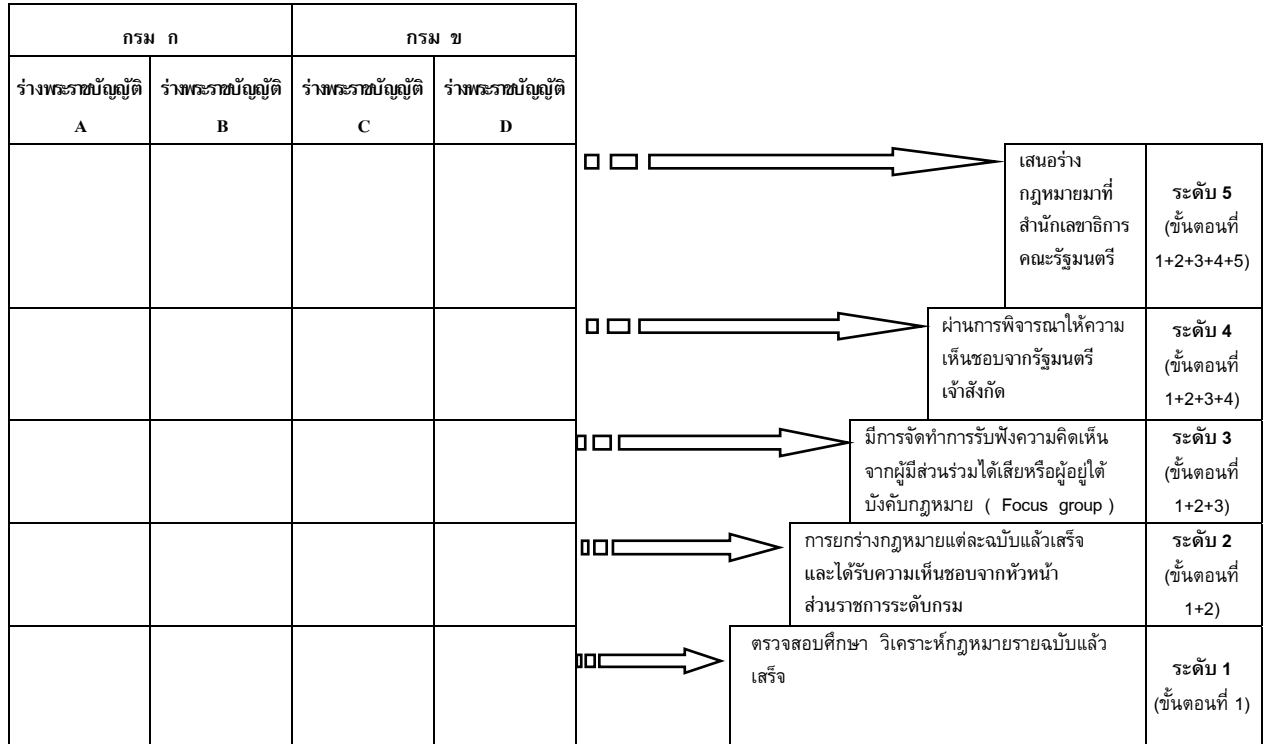 กรม ก
กรม ข
ร่างพระราชบัญญัติ
A
ร่างพระราชบัญญัติ
B
ร่างพระราชบัญญัติ
C
ร่างพระราชบัญญัติ
D
เสนอร่าง
กฎหมายมาที่
สำนักเลขาธิการ
คณะรัฐมนตรี
ระดับ 5
(ขั้นตอนที่
1+2+3+4+5)
ผ่านการพิจารณาให้ความ
เห็นชอบจากรัฐมนตรี
เจ้าสังกัด
ระดับ 4
(ขั้นตอนที่
1+2+3+4)
มีการจัดทำการรับฟังความคิดเห็น
จากผู้มีส่วนร่วมได้เสียหรือผู้อยู่ใต้
บังคับกฎหมาย ( Focus group )
ระดับ 3
(ขั้นตอนที่
1+2+3)
การยกร่างกฎหมายแต่ละฉบับแล้วเสร็จ
และได้รับความเห็นชอบจากหัวหน้า
ส่วนราชการระดับกรม
ระดับ 2
(ขั้นตอนที่
1+2)
ตรวจสอบศึกษา วิเคราะห์กฎหมายรายฉบับแล้ว
เสร็จ
ระดับ 1
(ขั้นตอนที่ 1)